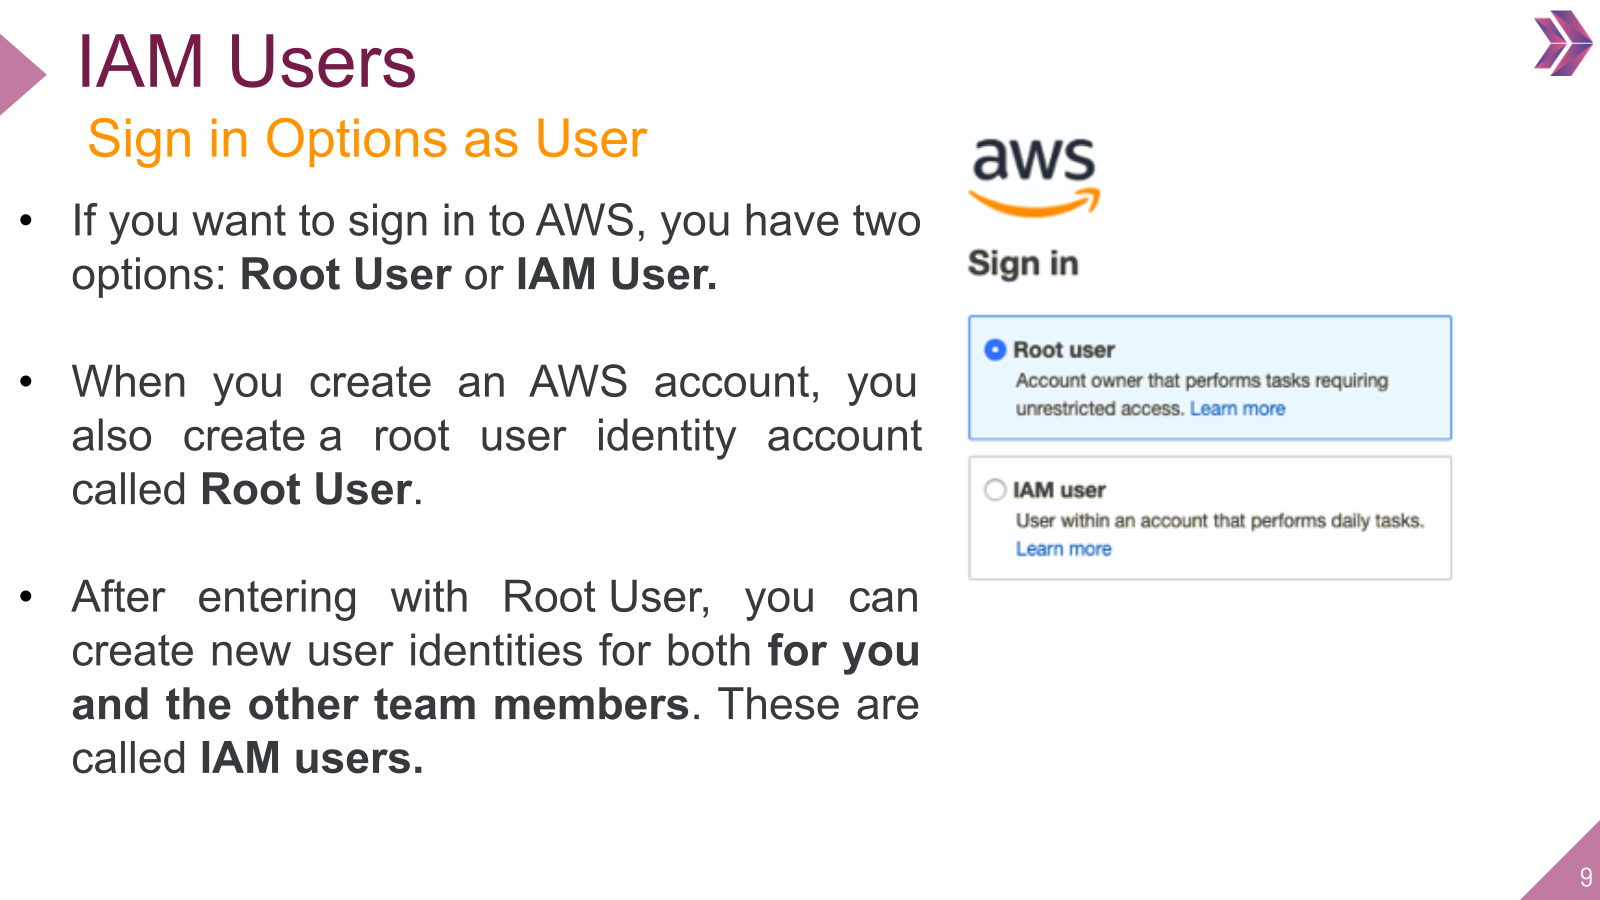 IAM Users
Sign in Options as User
• If you want to sign in to AWS, you have two
options: Root User or IAM User.
• When you create an AWS account, you
also create a root user identity account
called Root User.
• After entering with Root User, you can
create new user identities for both for you
and the other team members. These are
called IAM users.
aws
Sign in
Root user
Account owner that performs tasks requiring
unrestricted access. Learn more
IAM user
User within an account that performs daily tasks.
Learn more
9